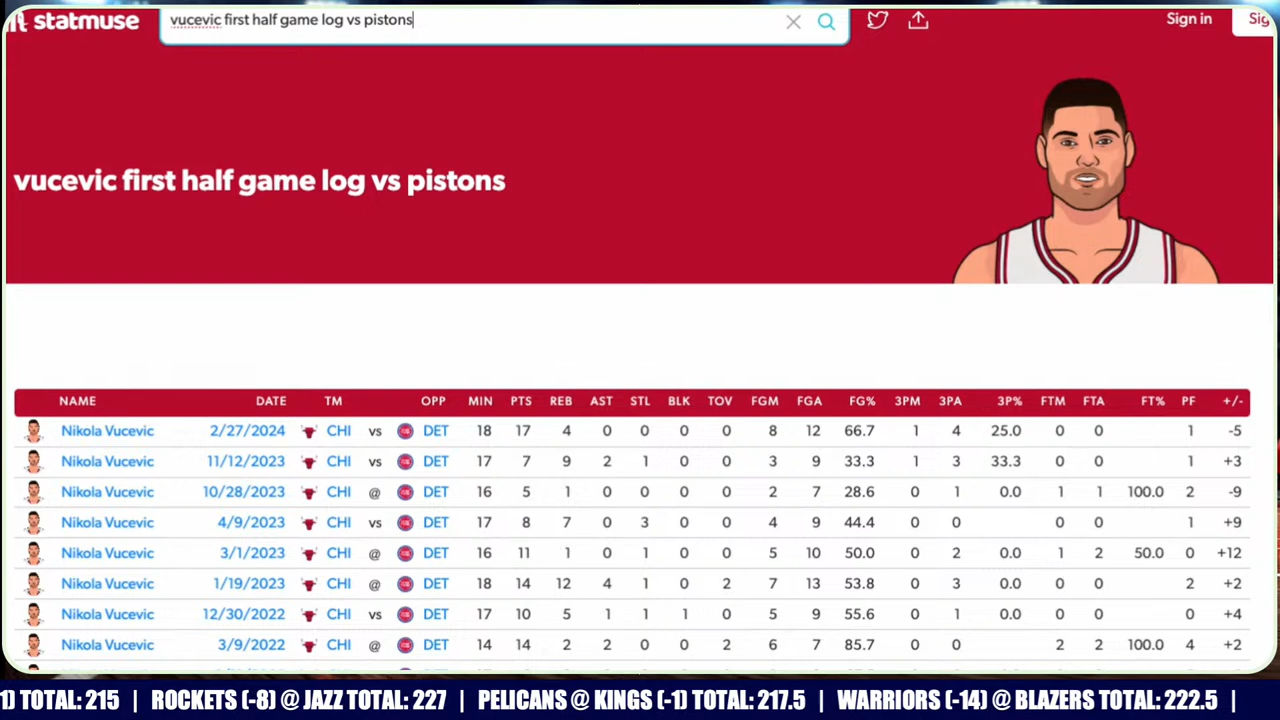 statmuse vucevic first half game log vs pistons Sign in Sig
vucevic first half game log vs pistons
NAME DATE TM OPP MIN PTS REB AST STL BLK TOV FGM FGA FG% 3PM 3PA 3P% FTM FTA FT% PF +/-
Nikola Vucevic 2/27/2024 CHI vs DET 18 17 4 0 0 0 0 8 12 66.7 1 4 25.0 0 0 1 -5
Nikola Vucevic 11/12/2023 CHI vs DET 17 7 9 2 1 0 0 3 9 33.3 1 3 33.3 0 0 1 +3
Nikola Vucevic 10/28/2023 CHI @ DET 16 5 1 0 0 0 0 2 7 28.6 0 1 0.0 1 1 100.0 2 -9
Nikola Vucevic 4/9/2023 CHI vs DET 17 8 7 0 3 0 0 4 9 44.4 0 0 0 0 1 +9
Nikola Vucevic 3/1/2023 CHI @ DET 16 11 1 0 1 0 0 5 10 50.0 0 2 0.0 1 2 50.0 0 +12
Nikola Vucevic 1/19/2023 CHI @ DET 18 14 12 4 1 0 2 7 13 53.8 0 3 0.0 0 0 2 +2
Nikola Vucevic 12/30/2022 CHI vs DET 17 10 5 1 1 1 0 5 9 55.6 0 1 0.0 0 0 0 +4
Nikola Vucevic 3/9/2022 CHI @ DET 14 14 2 2 0 0 2 6 7 85.7 0 0 2 2 100.0 4 +2
1) TOTAL: 215 | ROCKETS (-8) @ JAZZ TOTAL: 227 | PELICANS @ KINGS (-1) TOTAL: 217.5 | WARRIORS (-14) @ BLAZERS TOTAL: 222.5 |